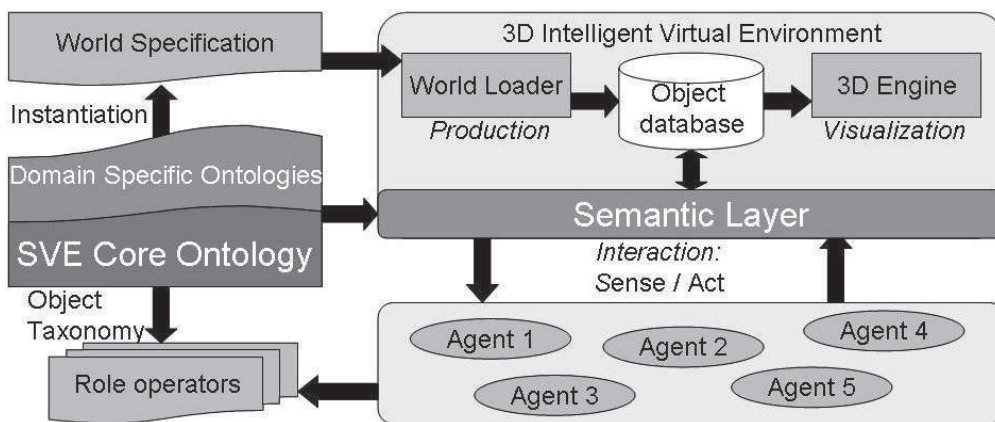 World Specification
Instantiation
Domain Specific Ontologies
SVE Core Ontology
Object
Taxonomy
Role operators
3D Intelligent Virtual Environment
World Loader
Production
Object
database
3D Engine
Visualization
Semantic Layer
Interaction:
Sense / Act
Agent 1
Agent 2
Agent 4
Agent 3
Agent 5